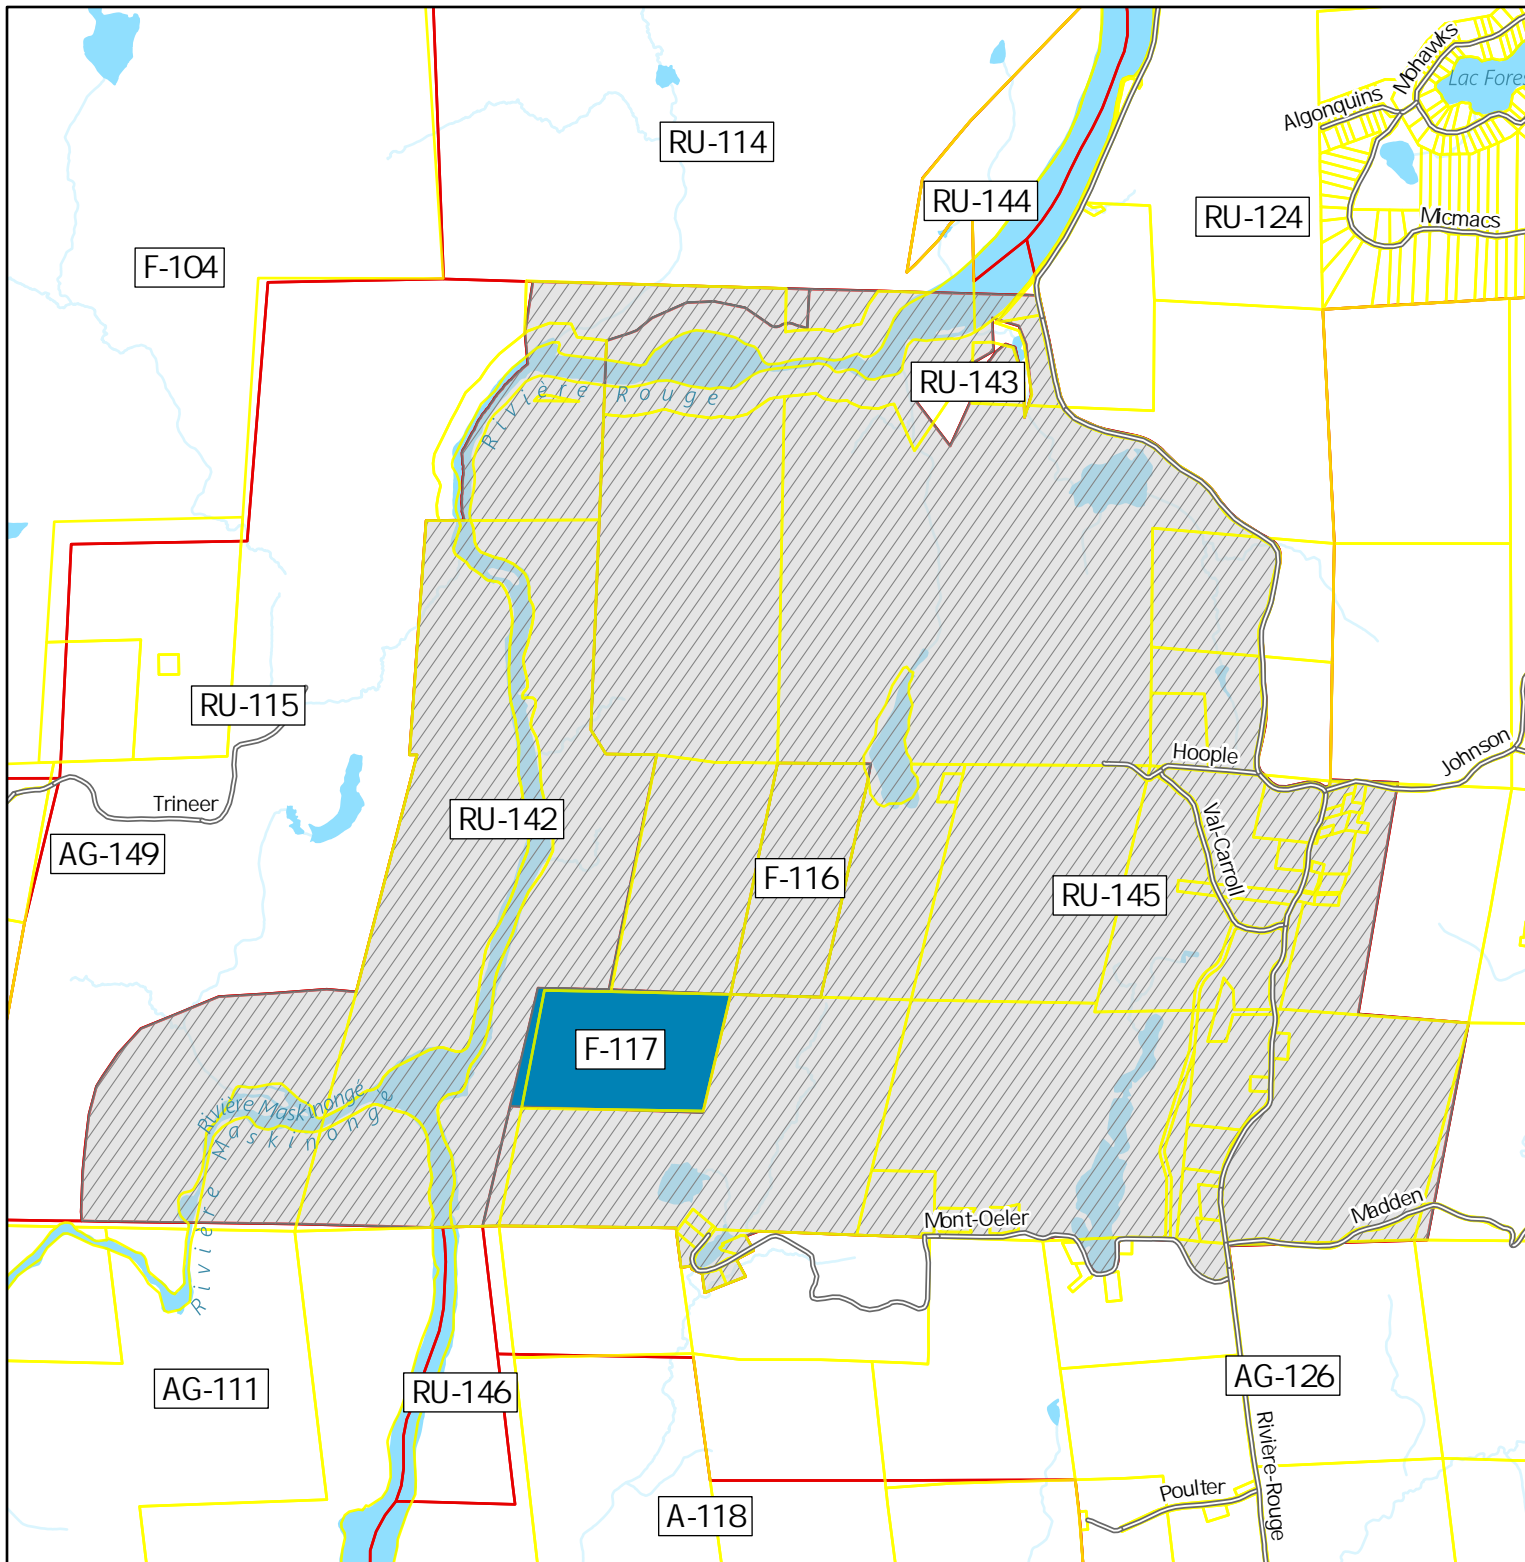 Mohawks
Lac Fores
Algonquins
RU-114
RU-144
RU-124
Micmacs
F-104
RU-143
Rivière Rouge
RU-115
Hoople
Johnson
Trineer
RU-142
Val-Carroll
AG-149
F-116
RU-145
F-117
Rivière Maskinongé
Rivière Maskinongé
Mont-Oeler
Madden
AG-111
RU-146
AG-126
Rivière-Rouge
Poulter
A-118